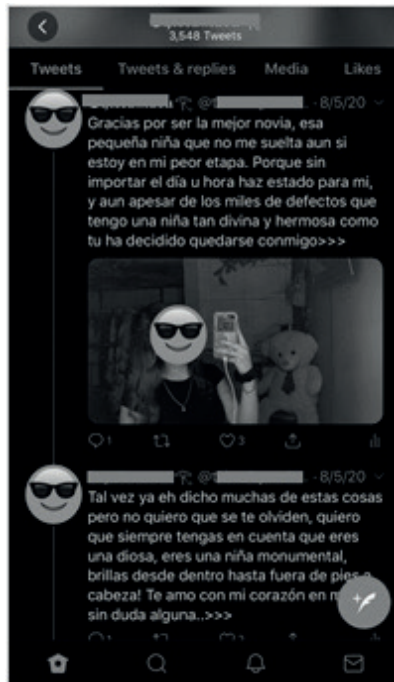 3,548 Tweets
Tweets Tweets & replies Media Likes
@ 8/5/20
Gracias por ser la mejor novia, esa
pequeña niña que no me suelta aun si
estoy en mi peor etapa. Porque sin
importar el día u hora haz estado para mi,
y aun apesar de los miles de defectos que
tengo una niña tan divina y hermosa como
tu ha decidido quedarse conmigo>>>
1 3
@ 8/5/20
Tal vez ya eh dicho muchas de estas cosas
pero no quiero que se te olviden, quiero
que siempre tengas en cuenta que eres
una diosa, eres una niña monumental,
brillas desde dentro hasta fuera de pies a
cabeza! Te amo con mi corazón en
sin duda alguna..>>>